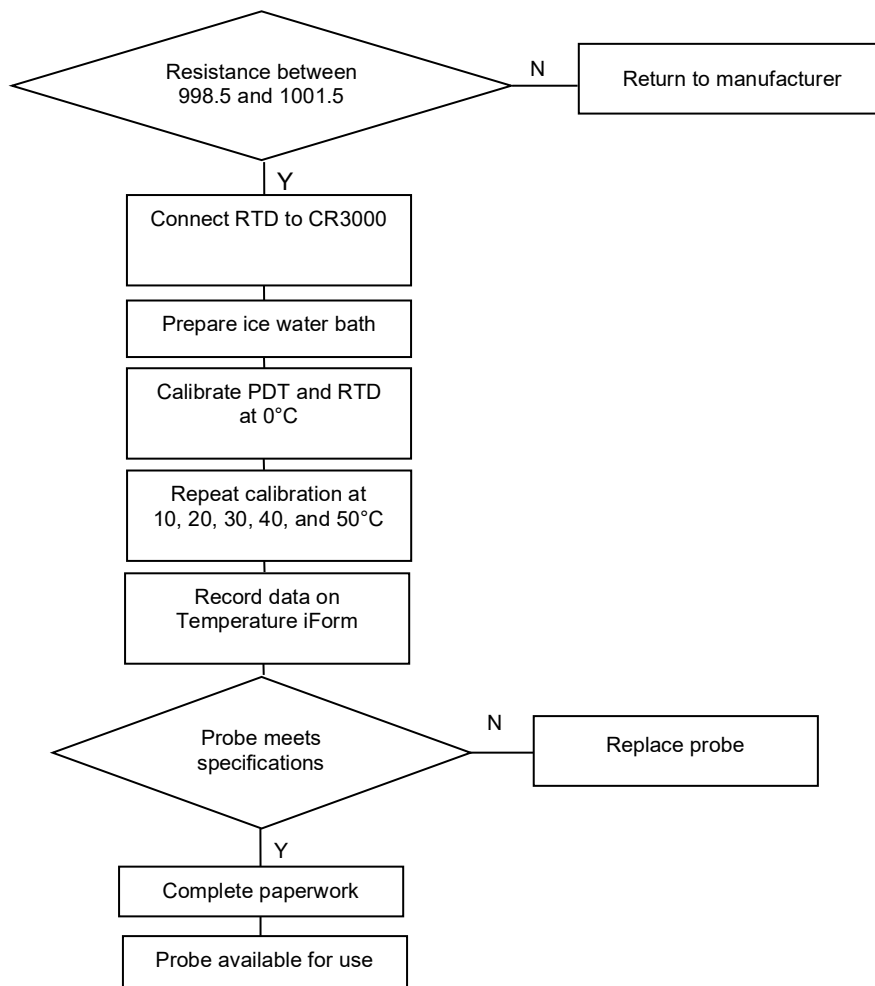 Resistance between
998.5 and 1001.5
N
Return to manufacturer
Y
Connect RTD to CR3000
Prepare ice water bath
Calibrate PDT and RTD
at 0°C
Repeat calibration at
10, 20, 30, 40, and 50°C
Record data on
Temperature iForm
Probe meets
specifications
N
Replace probe
Y
Complete paperwork
Probe available for use